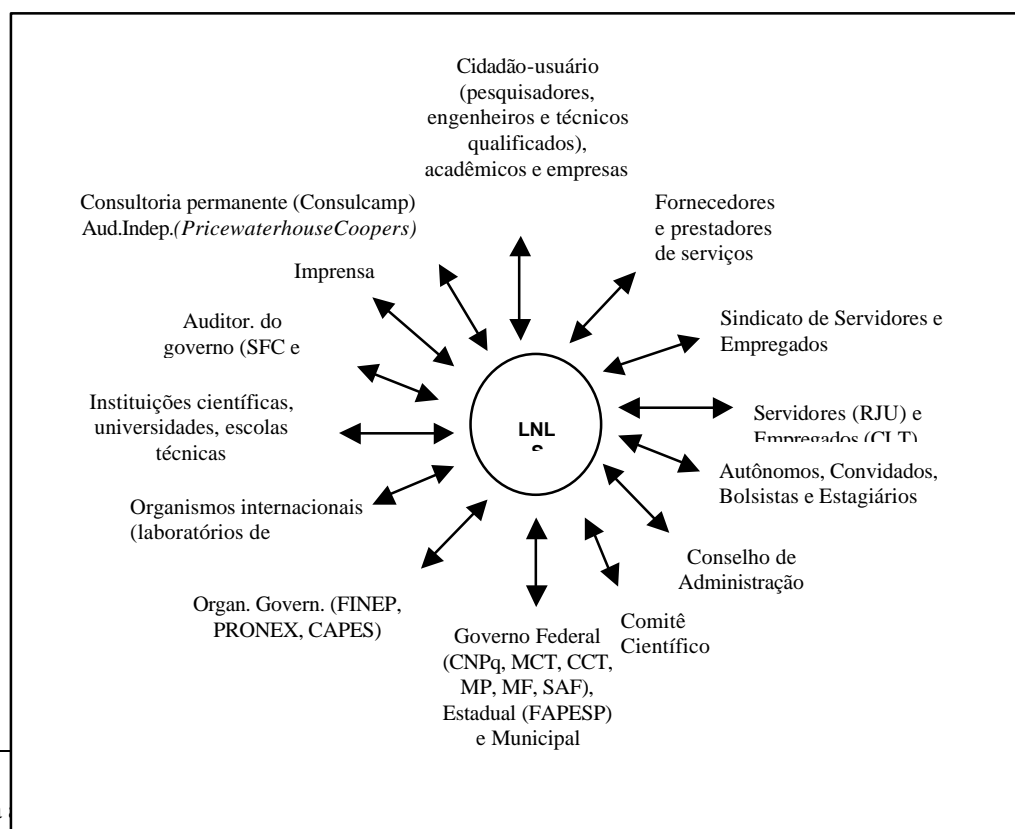 Cidadão-usuário
(pesquisadores,
engenheiros e técnicos
qualificados),
acadêmicos e empresas
Consultoria permanente (Consulcamp)
Aud.Indep.(PricewaterhouseCoopers)
Fornecedores
e prestadores
de serviços
Imprensa
Auditor. do
governo (SFC e
Sindicato de Servidores e
Empregados
Instituições científicas,
universidades, escolas
técnicas
LNL
S
Servidores (RJU) e
Empregados (CLT)
Autônomos, Convidados,
Bolsistas e Estagiários
Organismos internacionais
(laboratórios de
Conselho de
Administração
Organ. Govern. (FINEP,
PRONEX, CAPES)
Comitê
Científico
Governo Federal
(CNPq, MCT, CCT,
MP, MF, SAF),
Estadual (FAPESP)
e Municipal